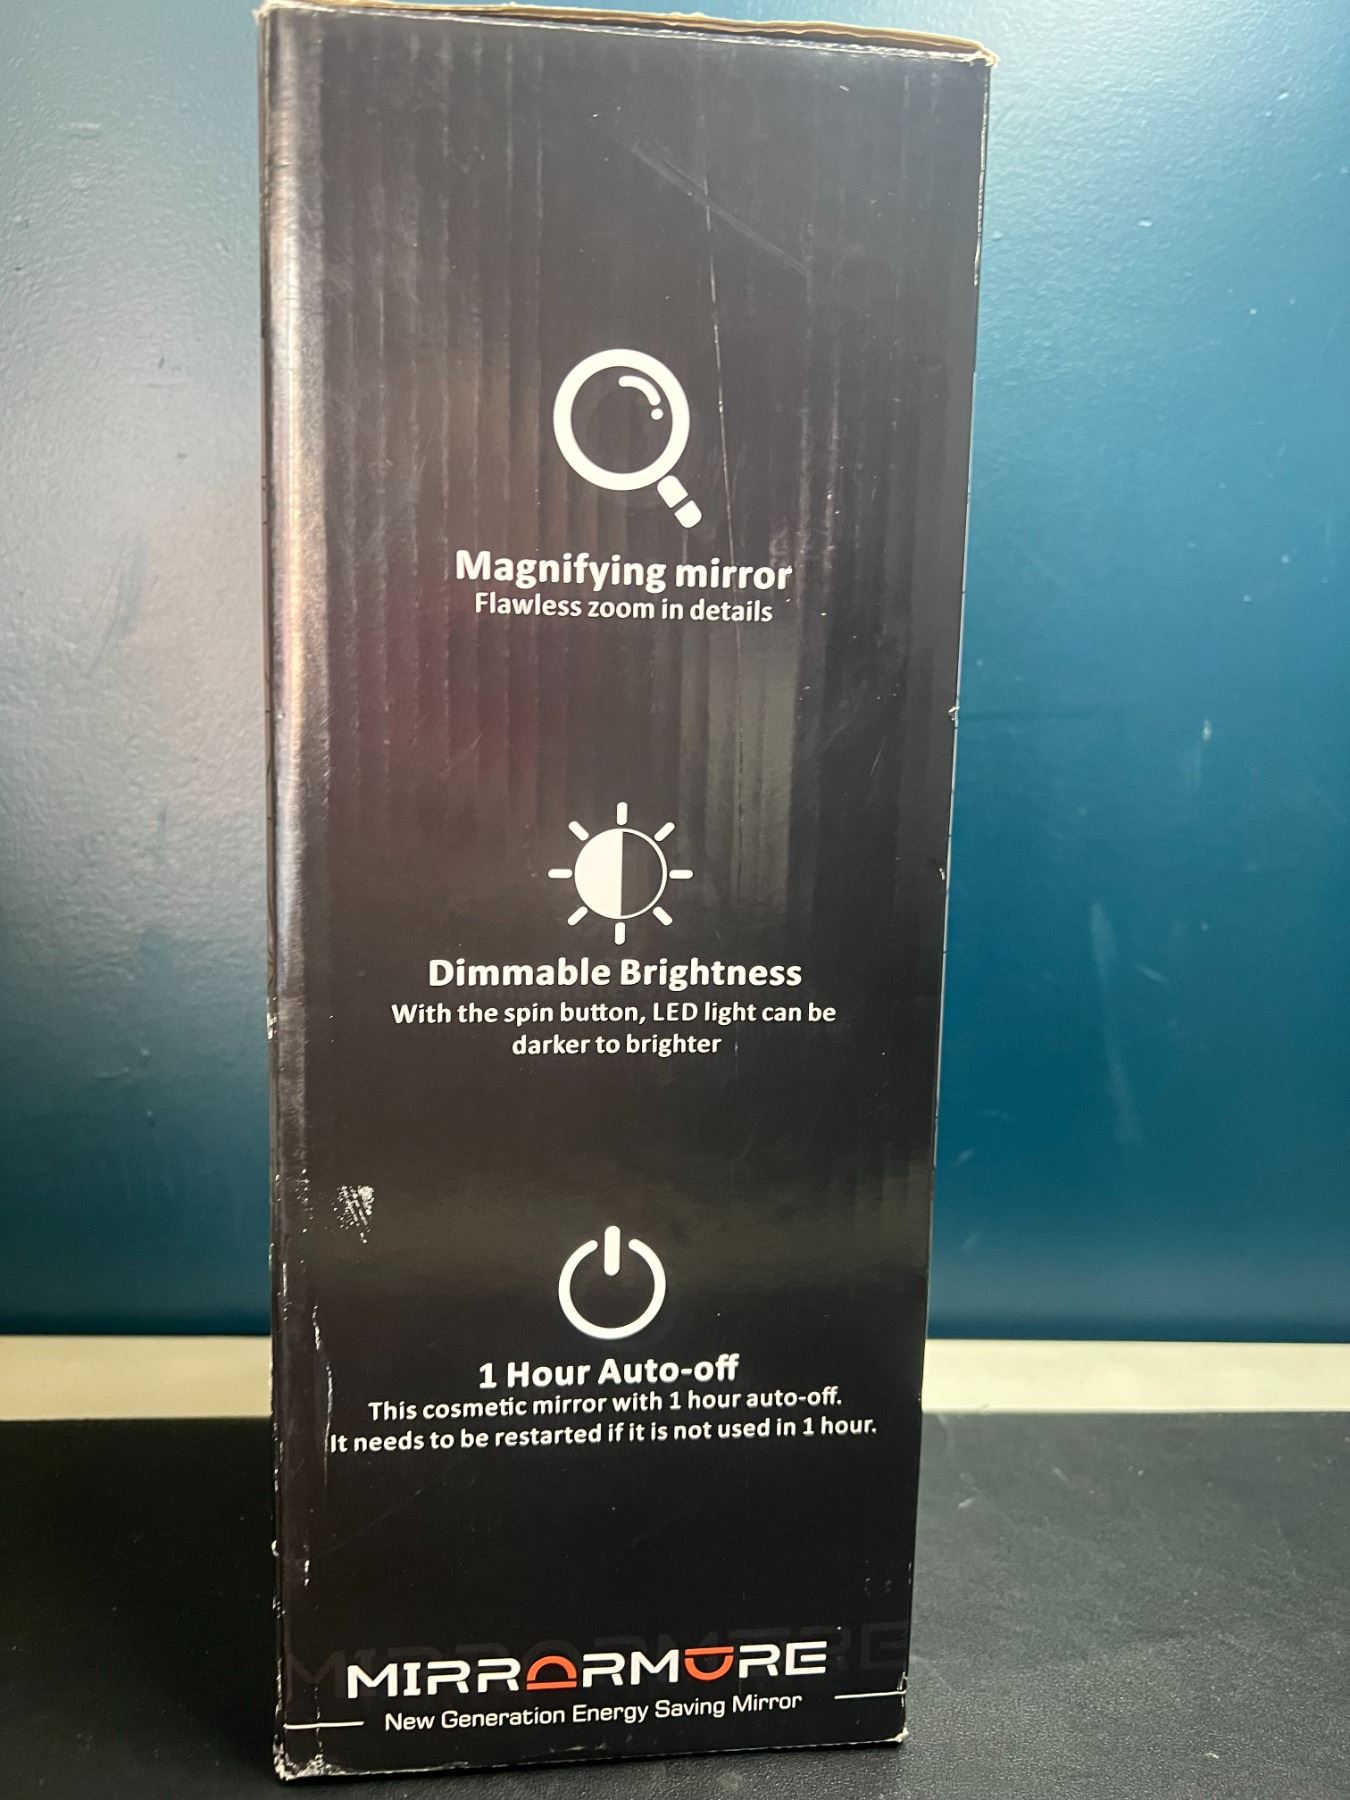 Magnifying mirror
Flawless zoom in details
Dimmable Brightness
With the spin button, LED light can be
darker to brighter
1 Hour Auto-off
This cosmetic mirror with 1 hour auto-off.
It needs to be restarted if it is not used in 1 hour.
MIRRORMORE
New Generation Energy Saving Mirror